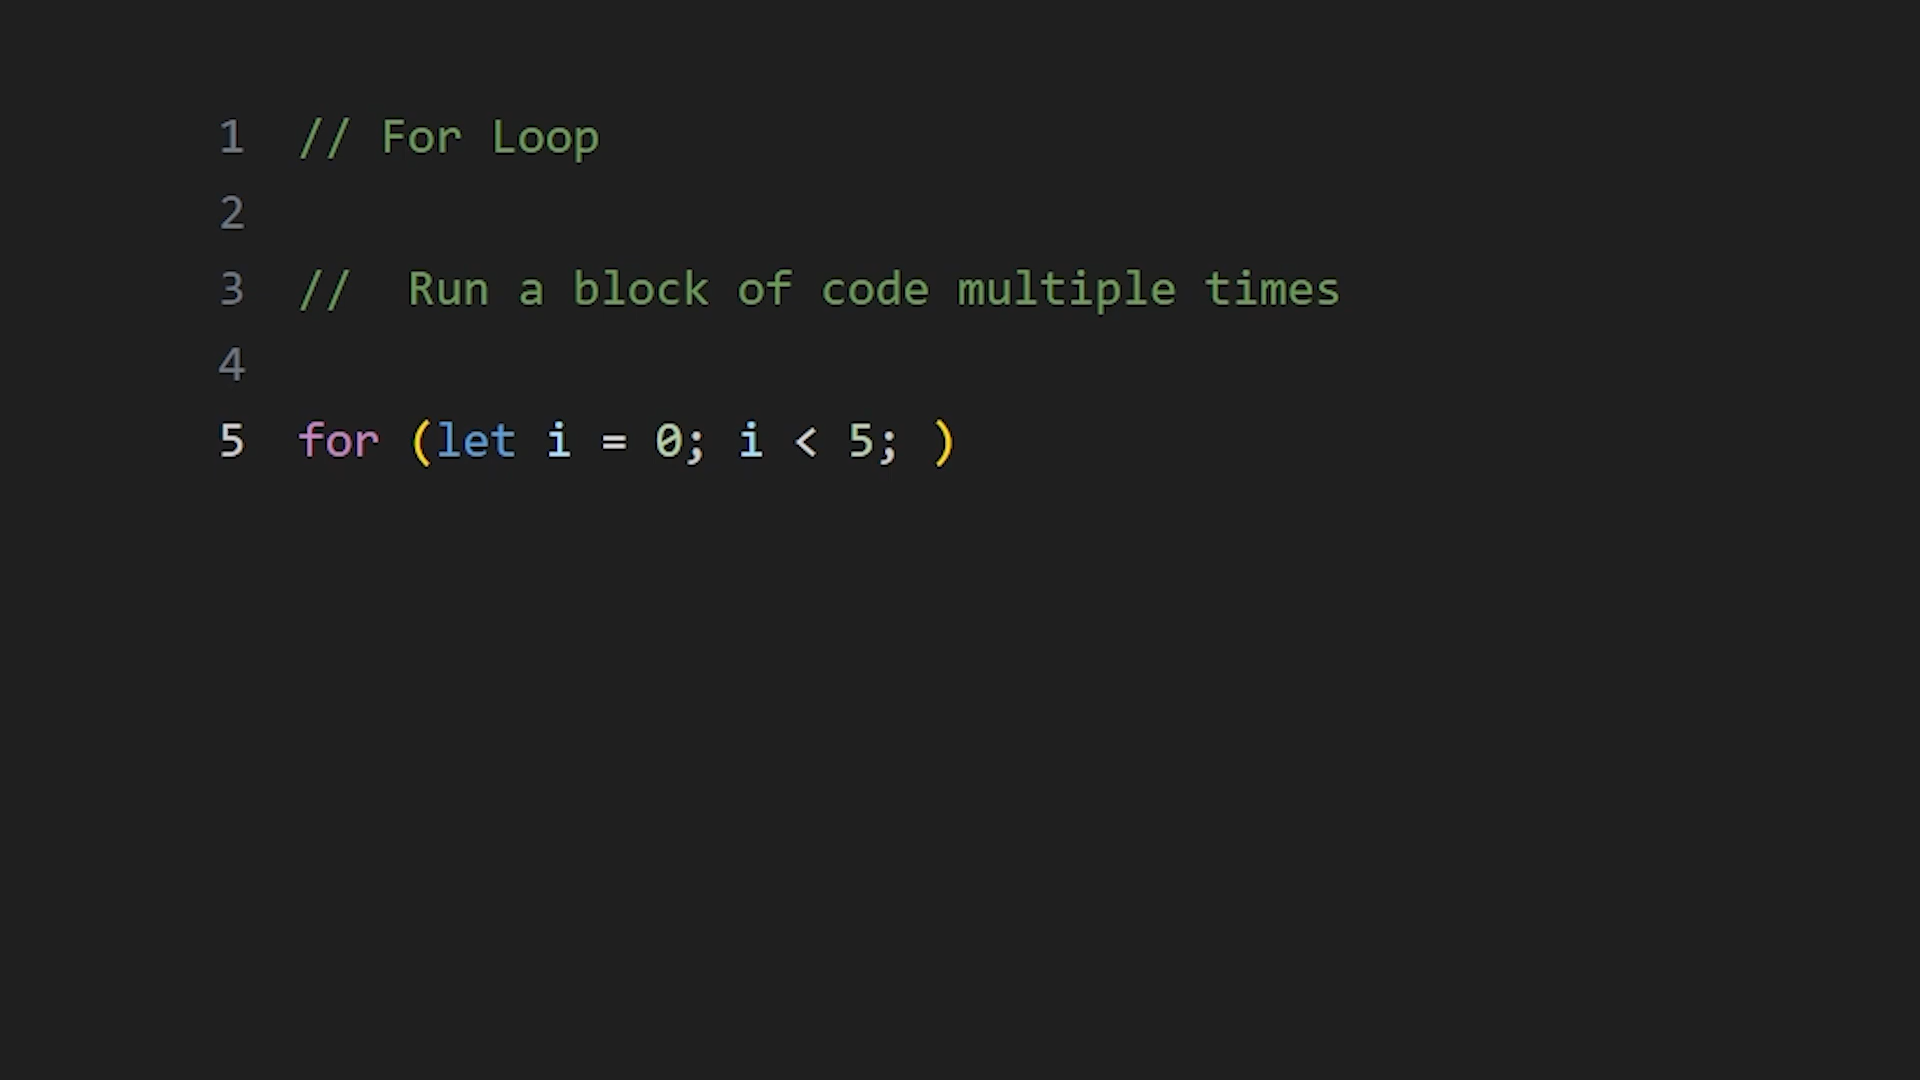 1 // For Loop
2
3 //  Run a block of code multiple times
4
5 for (let i = 0; i < 5; )